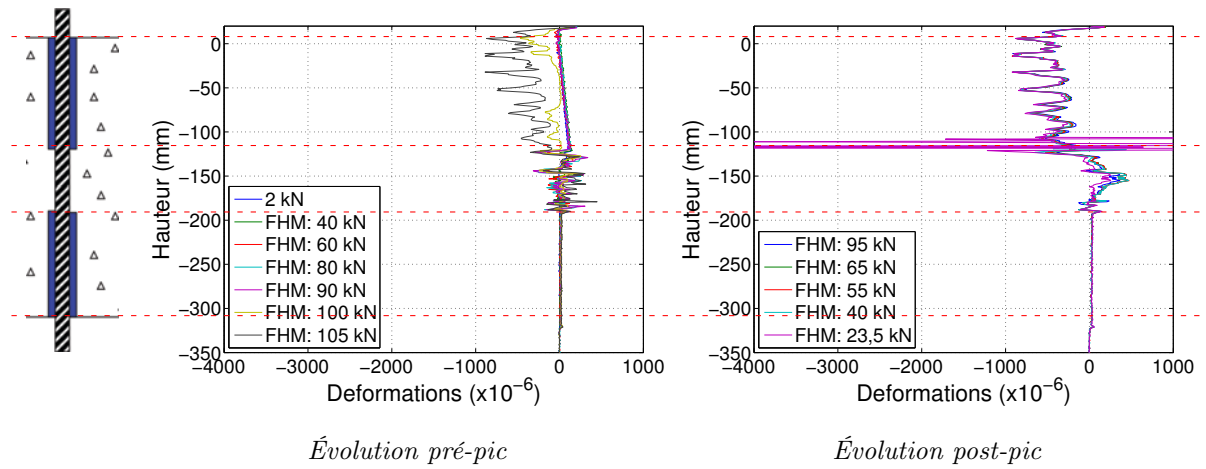 Hauteur (mm)
0
−50
−100
−150
−200
−250
−300
−350
2 kN
FHM: 40 kN
FHM: 60 kN
FHM: 80 kN
FHM: 90 kN
FHM: 100 kN
FHM: 105 kN
−4000 −3000 −2000 −1000 0 1000
Deformations (x10⁻⁶)
Évolution pré-pic
Hauteur (mm)
0
−50
−100
−150
−200
−250
−300
−350
FHM: 95 kN
FHM: 65 kN
FHM: 55 kN
FHM: 40 kN
FHM: 23,5 kN
−4000 −3000 −2000 −1000 0 1000
Deformations (x10⁻⁶)
Évolution post-pic